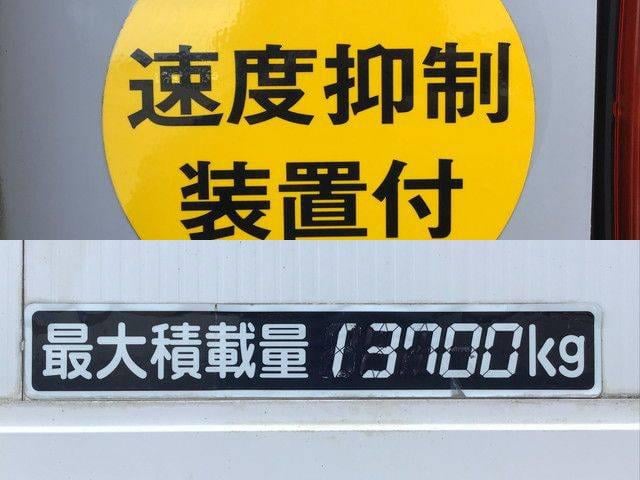 速度抑制
装置付
最大積載量 13700kg